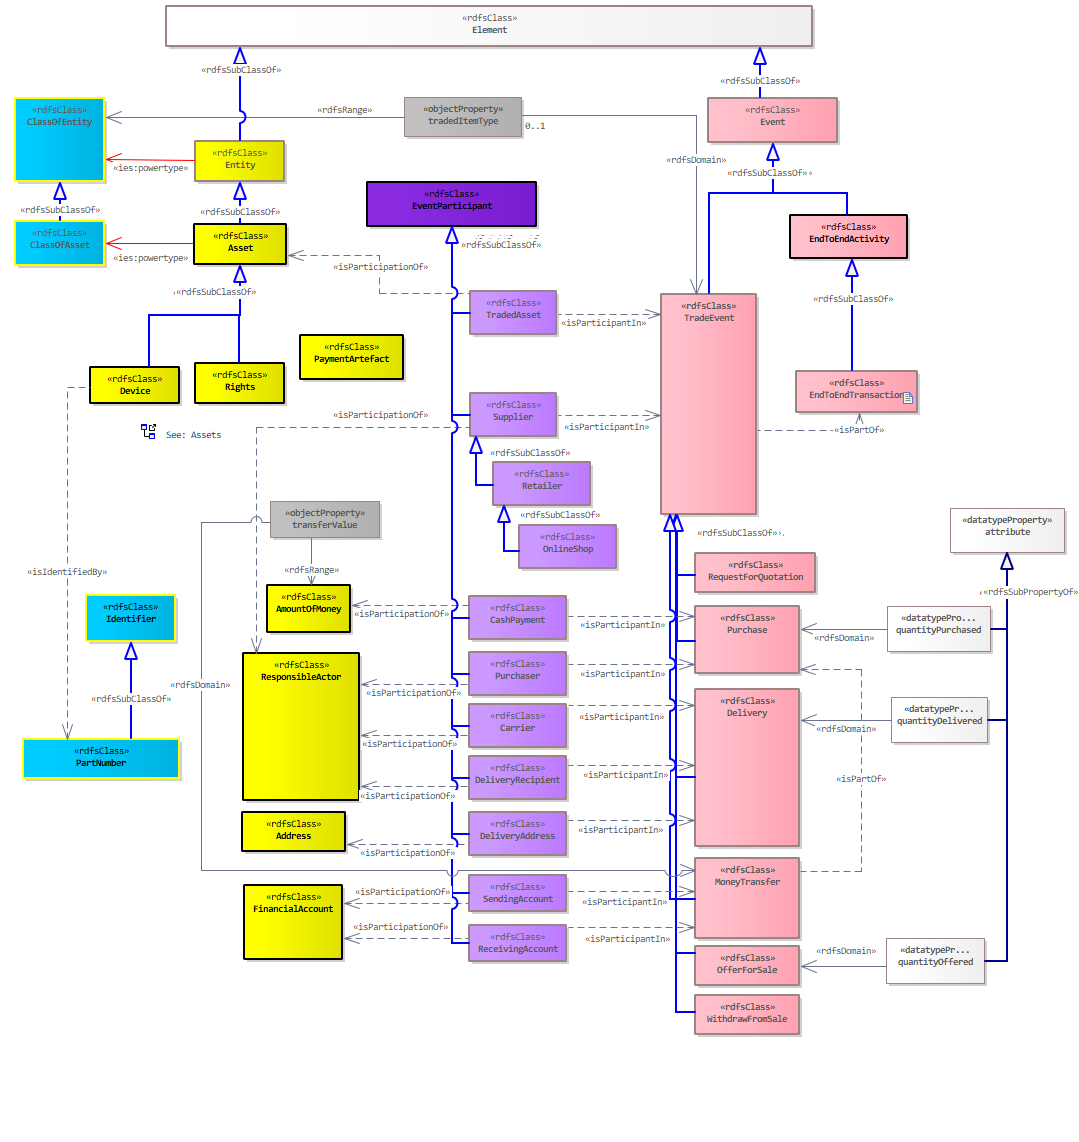 «rdfsClass»
Element
«rdfsSubClassOf»
«rdfsSubClassOf»
«rdfsClass»
ClassOfEntity
«rdfsRange»
«objectProperty»
tradedItemType
0..1
«rdfsClass»
Event
«rdfsClass»
Entity
«ies:powertype»
«rdfsDomain»
«rdfsSubClassOf»
«rdfsClass»
EventParticipant
«rdfsSubClassOf»
«rdfsSubClassOf»
«rdfsClass»
ClassOfAsset
«rdfsClass»
Asset
«ies:powertype»
«rdfsClass»
EndToEndActivity
«rdfsSubClassOf»
«isParticipationOf»
«rdfsSubClassOf»
«rdfsSubClassOf»
«rdfsClass»
TradedAsset
«isParticipantIn»
«rdfsClass»
TradeEvent
«rdfsClass»
PaymentArtefact
«rdfsClass»
Device
«rdfsClass»
Rights
«rdfsClass»
EndToEndTransaction
See: Assets
«isParticipationOf»
«rdfsClass»
Supplier
«isParticipantIn»
«isPartOf»
«rdfsSubClassOf»
«rdfsClass»
Retailer
«rdfsSubClassOf»
«objectProperty»
transferValue
«rdfsClass»
OnlineShop
«rdfsSubClassOf»
«datatypeProperty»
attribute
«isIdentifiedBy»
«rdfsRange»
«rdfsClass»
RequestForQuotation
«rdfsSubPropertyOf»
«rdfsClass»
Identifier
«rdfsClass»
AmountOfMoney
«isParticipationOf»
«rdfsClass»
CashPayment
«isParticipantIn»
«rdfsClass»
Purchase
«rdfsDomain»
«datatypePro...
quantityPurchased
«rdfsClass»
ResponsibleActor
«rdfsDomain»
«isParticipationOf»
«rdfsClass»
Purchaser
«isParticipantIn»
«rdfsSubClassOf»
«rdfsClass»
Delivery
«rdfsDomain»
«datatypePr...
quantityDelivered
«isParticipationOf»
«rdfsClass»
Carrier
«isParticipantIn»
«rdfsClass»
PartNumber
«isParticipationOf»
«rdfsClass»
DeliveryRecipient
«isParticipantIn»
«isPartOf»
«rdfsClass»
Address
«isParticipationOf»
«rdfsClass»
DeliveryAddress
«isParticipantIn»
«rdfsClass»
MoneyTransfer
«rdfsClass»
FinancialAccount
«isParticipationOf»
«rdfsClass»
SendingAccount
«isParticipantIn»
«isParticipationOf»
«rdfsClass»
ReceivingAccount
«isParticipantIn»
«rdfsClass»
OfferForSale
«rdfsDomain»
«datatypePr...
quantityOffered
«rdfsClass»
WithdrawFromSale